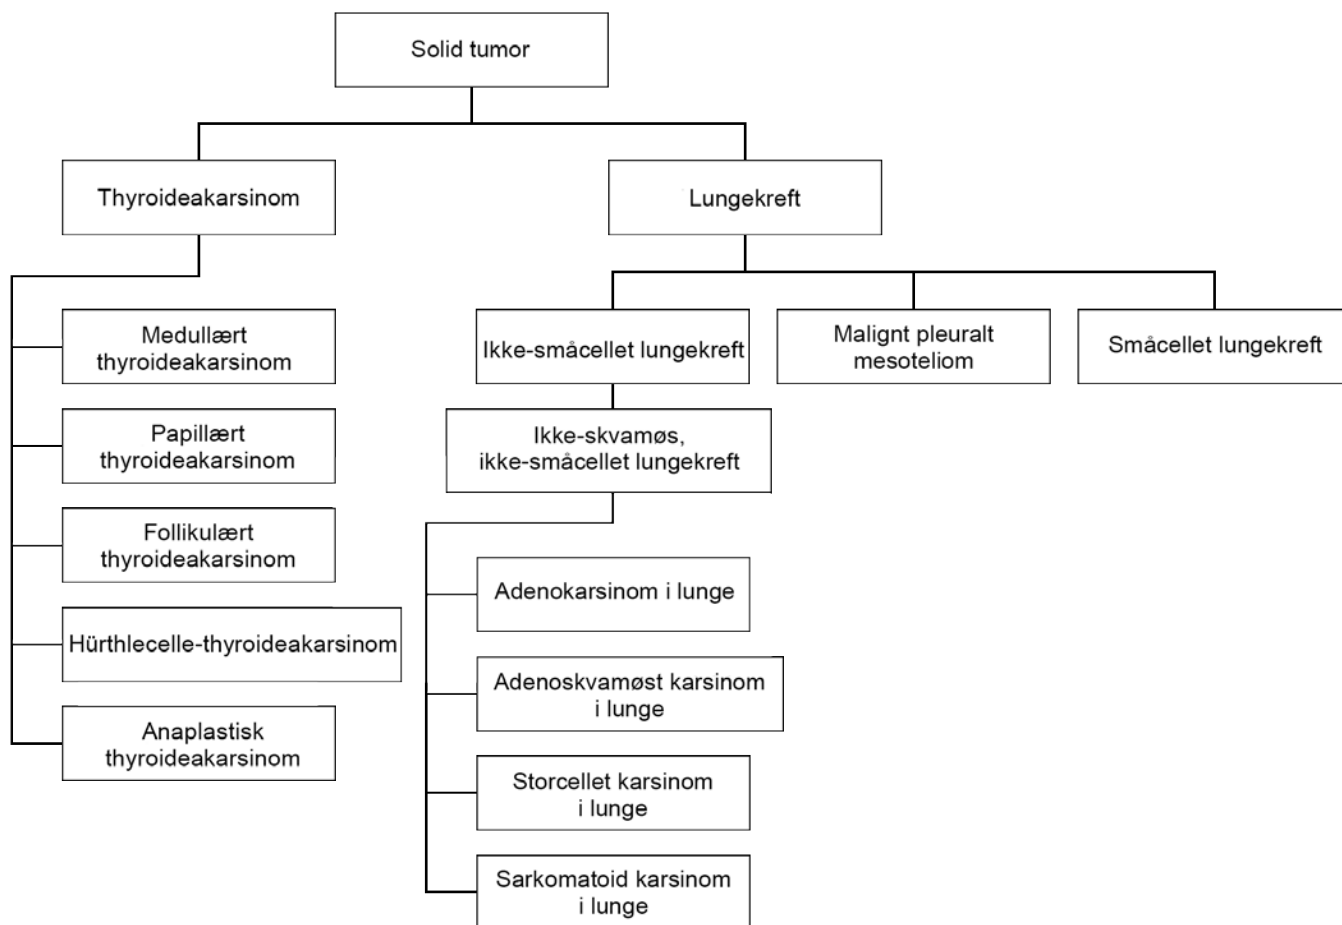 Solid tumor
Thyroideakarsinom
Lungekreft
Medullært
thyroideakarsinom
Papillært
thyroideakarsinom
Follikulært
thyroideakarsinom
Hürthlecelle-thyroideakarsinom
Anaplastisk
thyroideakarsinom
Ikke-småcellet lungekreft
Malignt pleuralt
mesoteliom
Småcellet lungekreft
Ikke-skvamøs,
ikke-småcellet lungekreft
Adenokarsinom i lunge
Adenoskvamøst karsinom
i lunge
Storcellet karsinom
i lunge
Sarkomatoid karsinom
i lunge